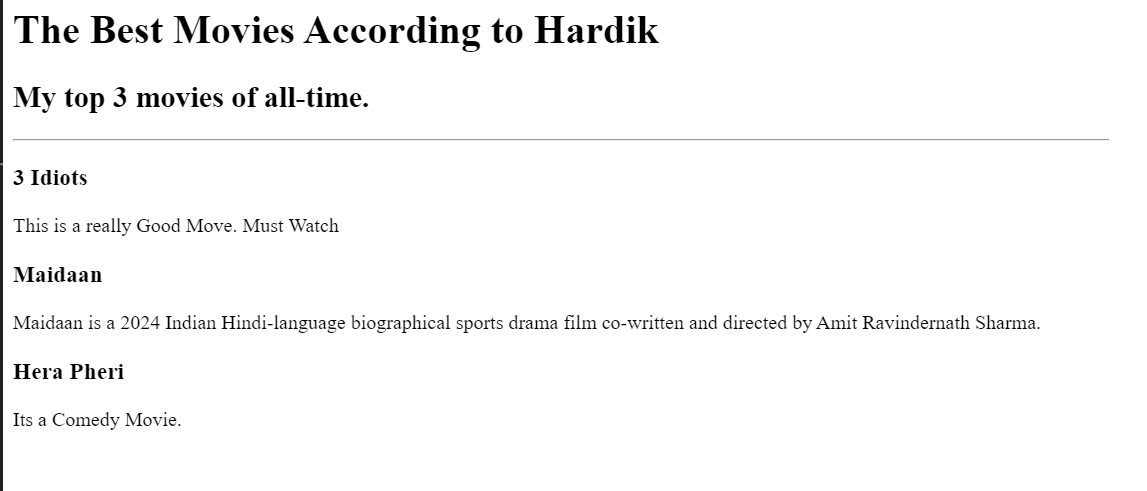 The Best Movies According to Hardik
My top 3 movies of all-time.
3 Idiots
This is a really Good Move. Must Watch
Maidaan
Maidaan is a 2024 Indian Hindi-language biographical sports drama film co-written and directed by Amit Ravindernath Sharma.
Hera Pheri
Its a Comedy Movie.